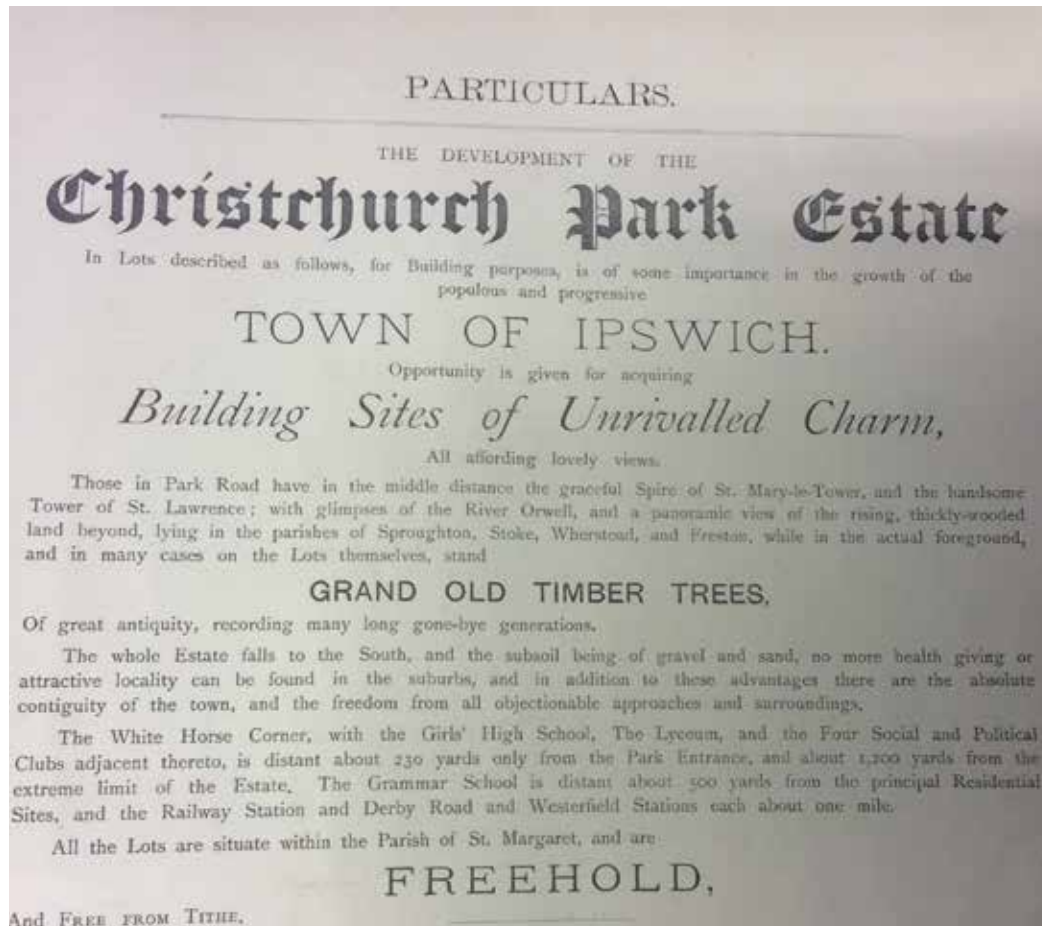 PARTICULARS.
THE DEVELOPMENT OF THE
Christchurch Park Estate
In Lots described as follows, for Building purposes, is of some importance in the growth of the
populous and progressive
TOWN OF IPSWICH.
Opportunity is given for acquiring
Building Sites of Unrivalled Charm,
All affording lovely views.
Those in Park Road have in the middle distance the graceful Spire of St. Mary-le-Tower, and the handsome
Tower of St. Lawrence; with glimpses of the River Orwell, and a panoramic view of the rising, thickly-wooded
land beyond, lying in the parishes of Sproughton, Stoke, Wherstead, and Freston, while in the actual foreground,
and in many cases on the Lots themselves, stand
GRAND OLD TIMBER TREES,
Of great antiquity, recording many long gone-bye generations.
The whole Estate falls to the South, and the subsoil being of gravel and sand, no more health giving or
attractive locality can be found in the suburbs, and in addition to these advantages there are the absolute
contiguity of the town, and the freedom from all objectionable approaches and surroundings.
The White Horse Corner, with the Girls' High School, The Lyceum, and the Four Social and Political
Clubs adjacent thereto, is distant about 230 yards only from the Park Entrance, and about 1,200 yards from the
extreme limit of the Estate. The Grammar School is distant about 500 yards from the principal Residential
Sites, and the Railway Station and Derby Road and Westerfield Stations each about one mile.
All the Lots are situate within the Parish of St. Margaret, and are
FREEHOLD,
And FREE FROM TITHE.